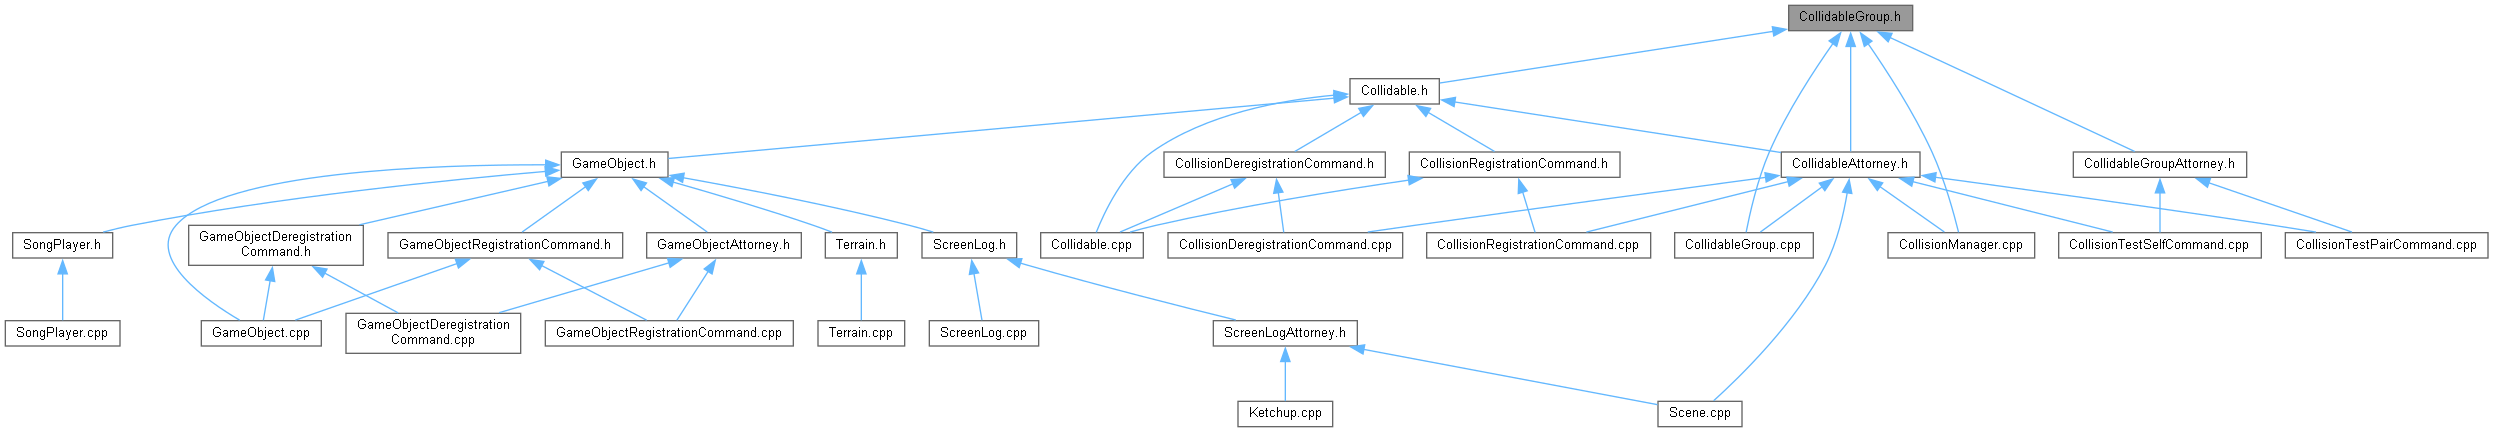 CollidableGroup.h
Collidable.h
GameObject.h
CollisionDeregistrationCommand.h
CollisionRegistrationCommand.h
CollidableAttorney.h
CollidableGroupAttorney.h
SongPlayer.h
GameObjectDeregistration
Command.h
GameObjectRegistrationCommand.h
GameObjectAttorney.h
Terrain.h
ScreenLog.h
Collidable.cpp
CollisionDeregistrationCommand.cpp
CollisionRegistrationCommand.cpp
CollidableGroup.cpp
CollisionManager.cpp
CollisionTestSelfCommand.cpp
CollisionTestPairCommand.cpp
SongPlayer.cpp
GameObject.cpp
GameObjectDeregistration
Command.cpp
GameObjectRegistrationCommand.cpp
Terrain.cpp
ScreenLog.cpp
ScreenLogAttorney.h
Ketchup.cpp
Scene.cpp